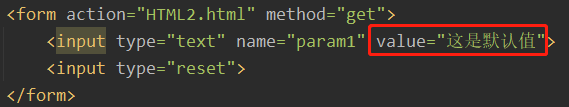 <form action="HTML2.html" method="get">
<input type="text" name="param1" value="这是默认值">
<input type="reset">
</form>